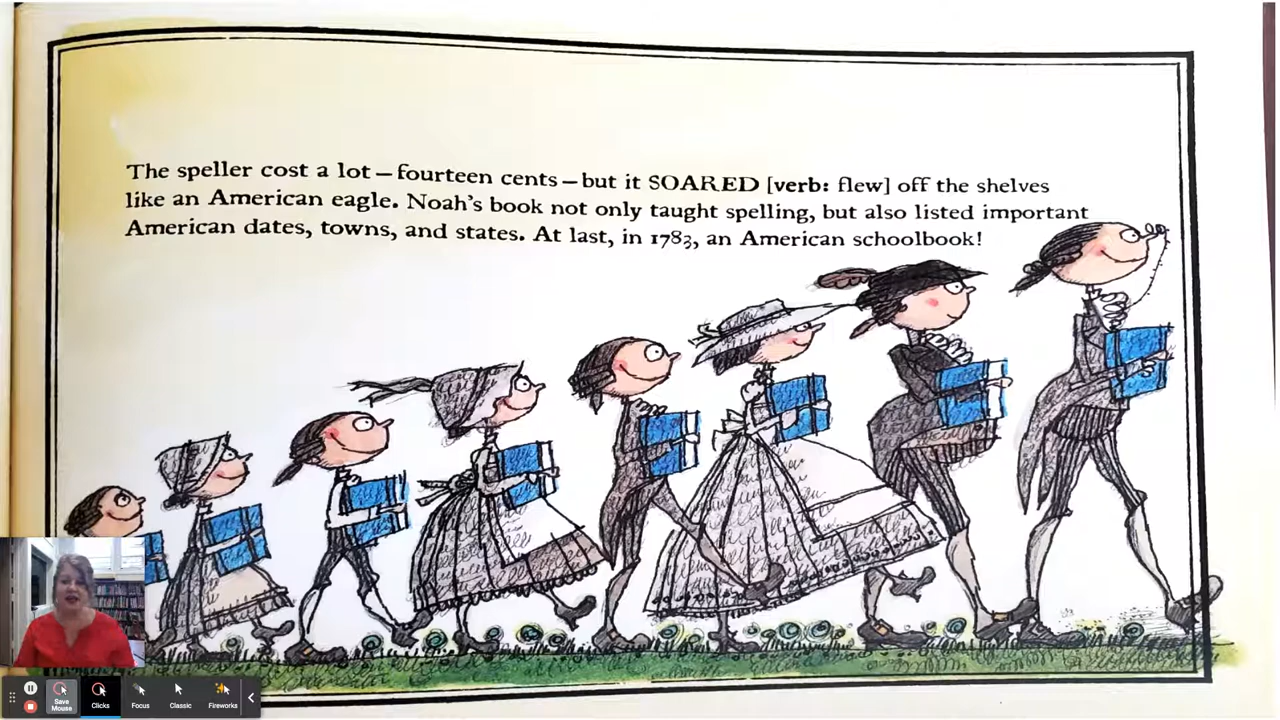 The speller cost a lot — fourteen cents — but it SOARED [verb: flew] off the shelves
like an American eagle. Noah's book not only taught spelling, but also listed important
American dates, towns, and states. At last, in 1783, an American schoolbook!
Save Mouse
Clicks
Focus
Classic
Fireworks